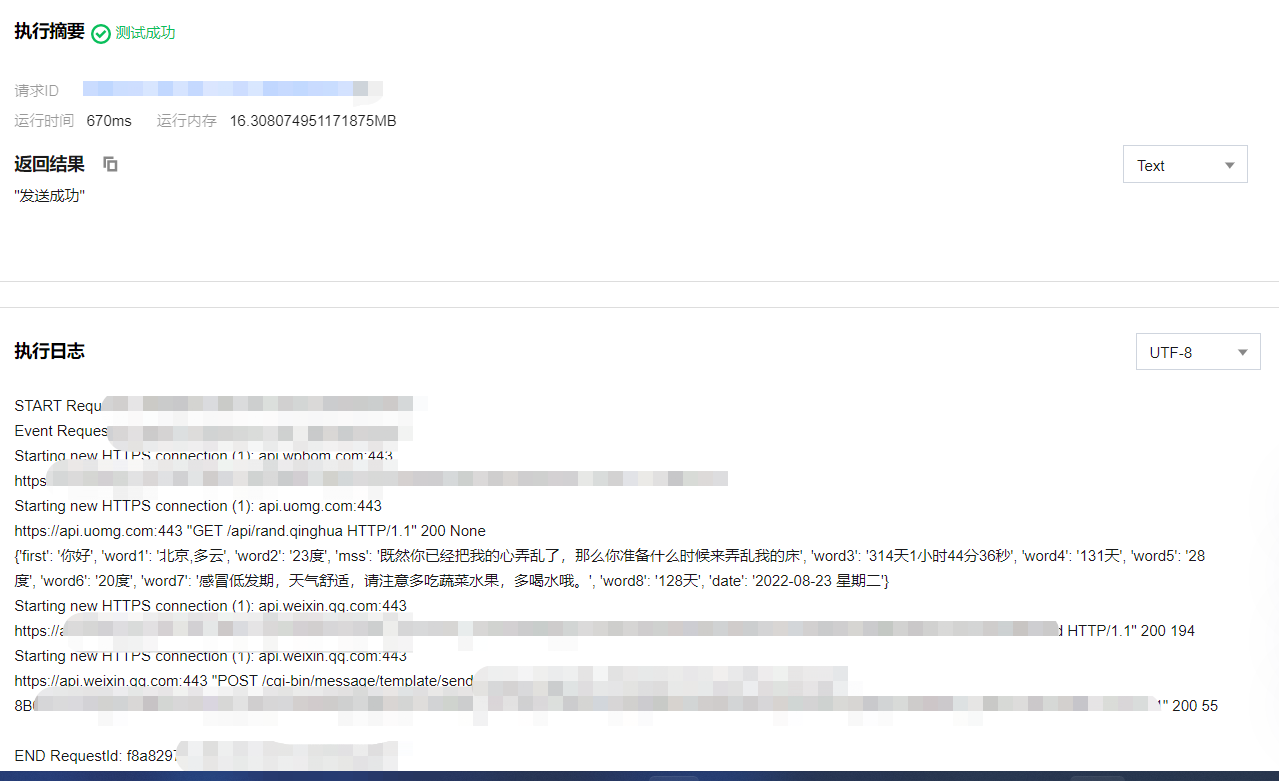 执行摘要 测试成功
请求ID
运行时间 670ms 运行内存 16.308074951171875MB
返回结果
Text
"发送成功"
执行日志
UTF-8
START Requ
Event Reques
Starting new HTTPS connection (1): api.wpbom.com:443
https
Starting new HTTPS connection (1): api.uomg.com:443
https://api.uomg.com:443 "GET /api/rand.qinghua HTTP/1.1" 200 None
{'first': '你好', 'word1': '北京,多云', 'word2': '23度', 'mss': '既然你已经把我的心弄乱了，那么你准备什么时候来弄乱我的床', 'word3': '314天1小时44分36秒', 'word4': '131天', 'word5': '28
度', 'word6': '20度', 'word7': '感冒低发期，天气舒适，请注意多吃蔬菜水果，多喝水哦。', 'word8': '128天', 'date': '2022-08-23 星期二'}
Starting new HTTPS connection (1): api.weixin.qq.com:443
https://a d HTTP/1.1" 200 194
Starting new HTTPS connection (1): api.weixin.qq.com:443
https://api.weixin.qq.com:443 "POST /cgi-bin/message/template/send
8B 1" 200 55
END RequestId: f8a8297